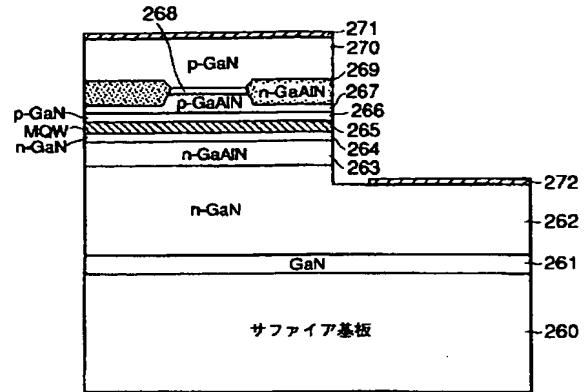 268
271
270
p-GaN
269
n-GaAlN
p-GaAlN
267
p-GaN
266
MQW
265
n-GaN
264
n-GaAlN
263
272
n-GaN
262
GaN
261
サファイア基板
260